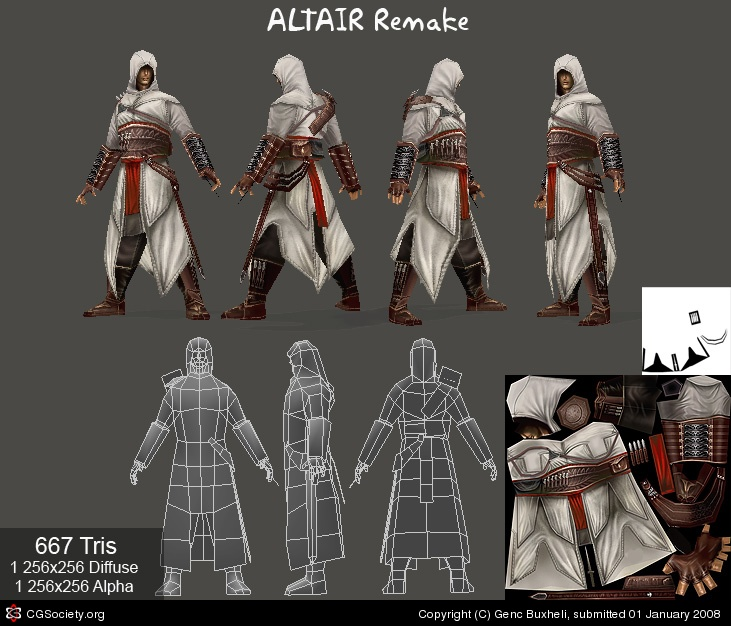 ALTAIR Remake
667 Tris
1 256x256 Diffuse
1 256x256 Alpha
CGSociety.org
Copyright (C) Genc Buxheli, submitted 01 January 2008